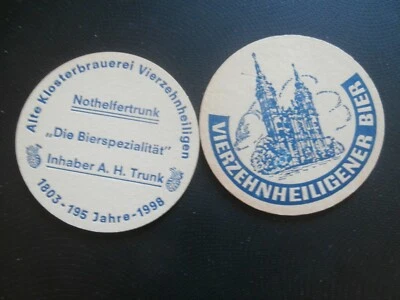 Alte Klosterbrauerei Vierzehnheiligen
Nothelfertrunk
„Die Bierspezialität"
Inhaber A. H. Trunk
1803-195 Jahre-1998
VIERZEHNHEILIGENER BIER